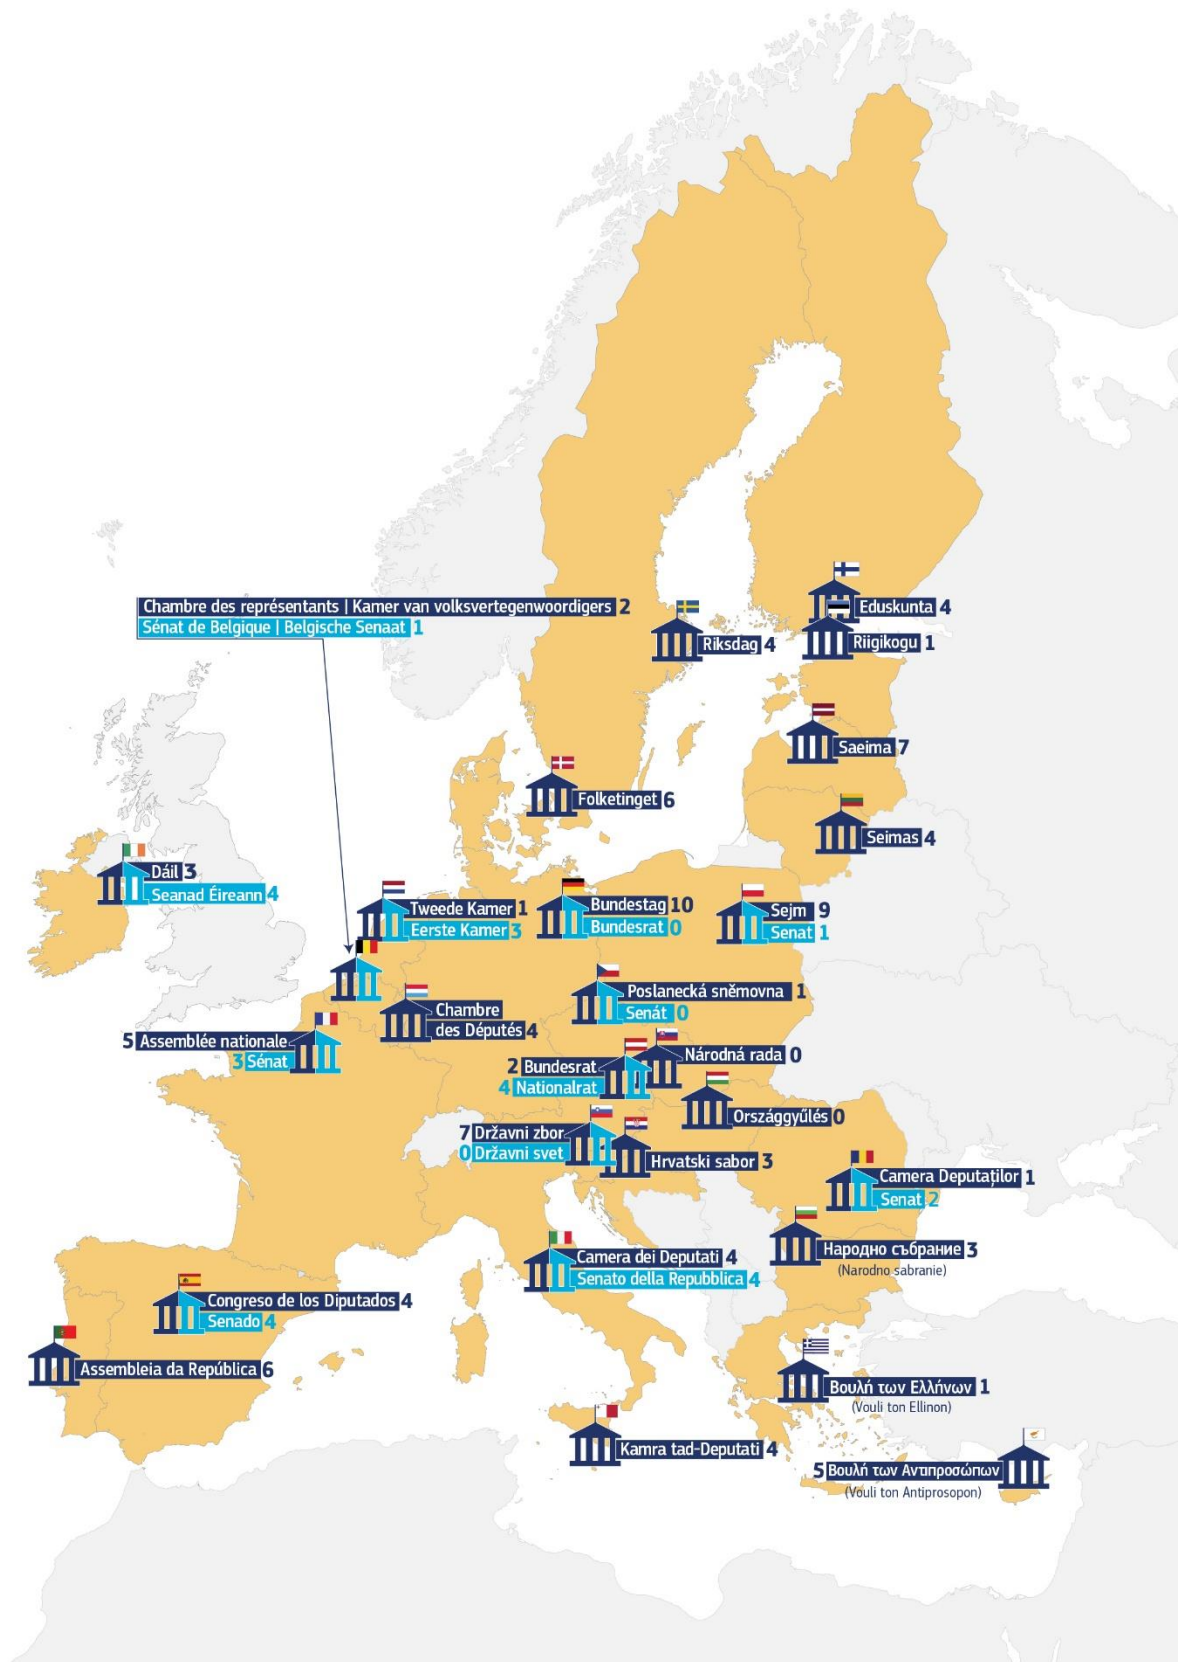 Eduskunta 4
Chambre des représentants | Kamer van volksvertegenwoordigers 2
Sénat de Belgique | Belgische Senaat 1
Riksdag 4
Riigikogu 1
Saeima 7
Folketinget 6
Seimas 4
Dáil 3
Seanad Éireann 4
Tweede Kamer 1
Eerste Kamer 3
Bundestag 10
Bundesrat 0
Sejm 9
Senat 1
Poslanecká sněmovna 1
Senát 0
Chambre
des Députés 4
5 Assemblée nationale
3 Sénat
Národná rada 0
2 Bundesrat
4 Nationalrat
Országgyűlés 0
7 Državni zbor
0 Državni svet
Hrvatski sabor 3
Camera Deputaților 1
Senat 2
Народно събрание 3
(Narodno sabranie)
Camera dei Deputati 4
Senato della Repubblica 4
Congreso de los Diputados 4
Senado 4
Assembleia da República 6
Βουλή των Ελλήνων 1
(Vouli ton Ellinon)
Kamra tad-Deputati 4
5 Βουλή των Αντιπροσώπων
(Vouli ton Antiprosopon)